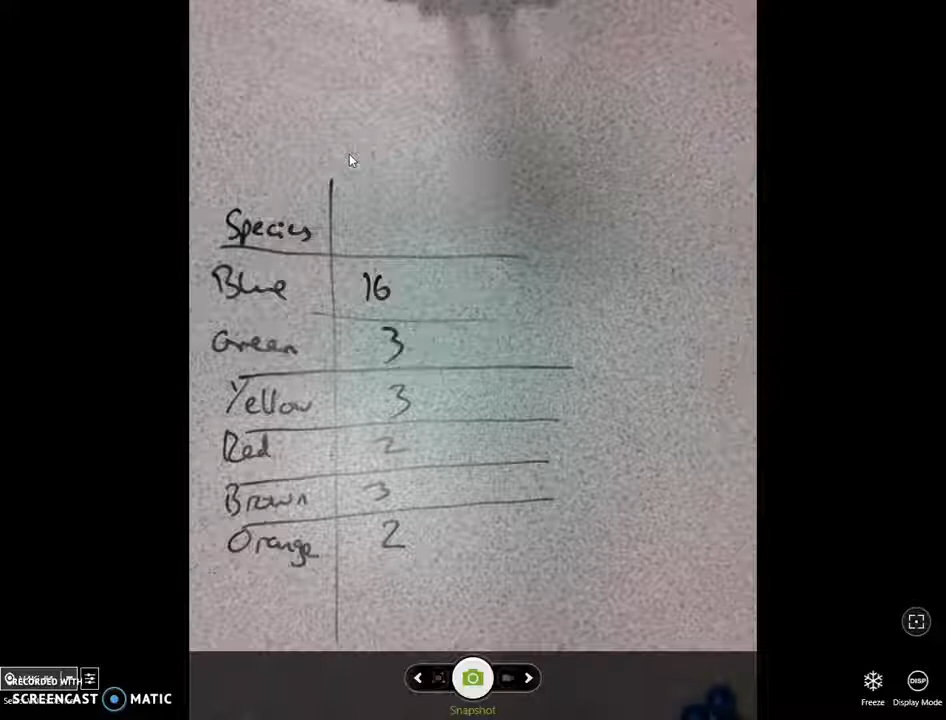 Species
Blue 16
Green 3
Yellow 3
Red 2
Brown 3
Orange 2
RECORDED WITH
SCREENCAST MATIC
Snapshot
Freeze
DISP
Display Mode